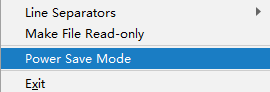 Line Separators
Make File Read-only
Power Save Mode
Exit